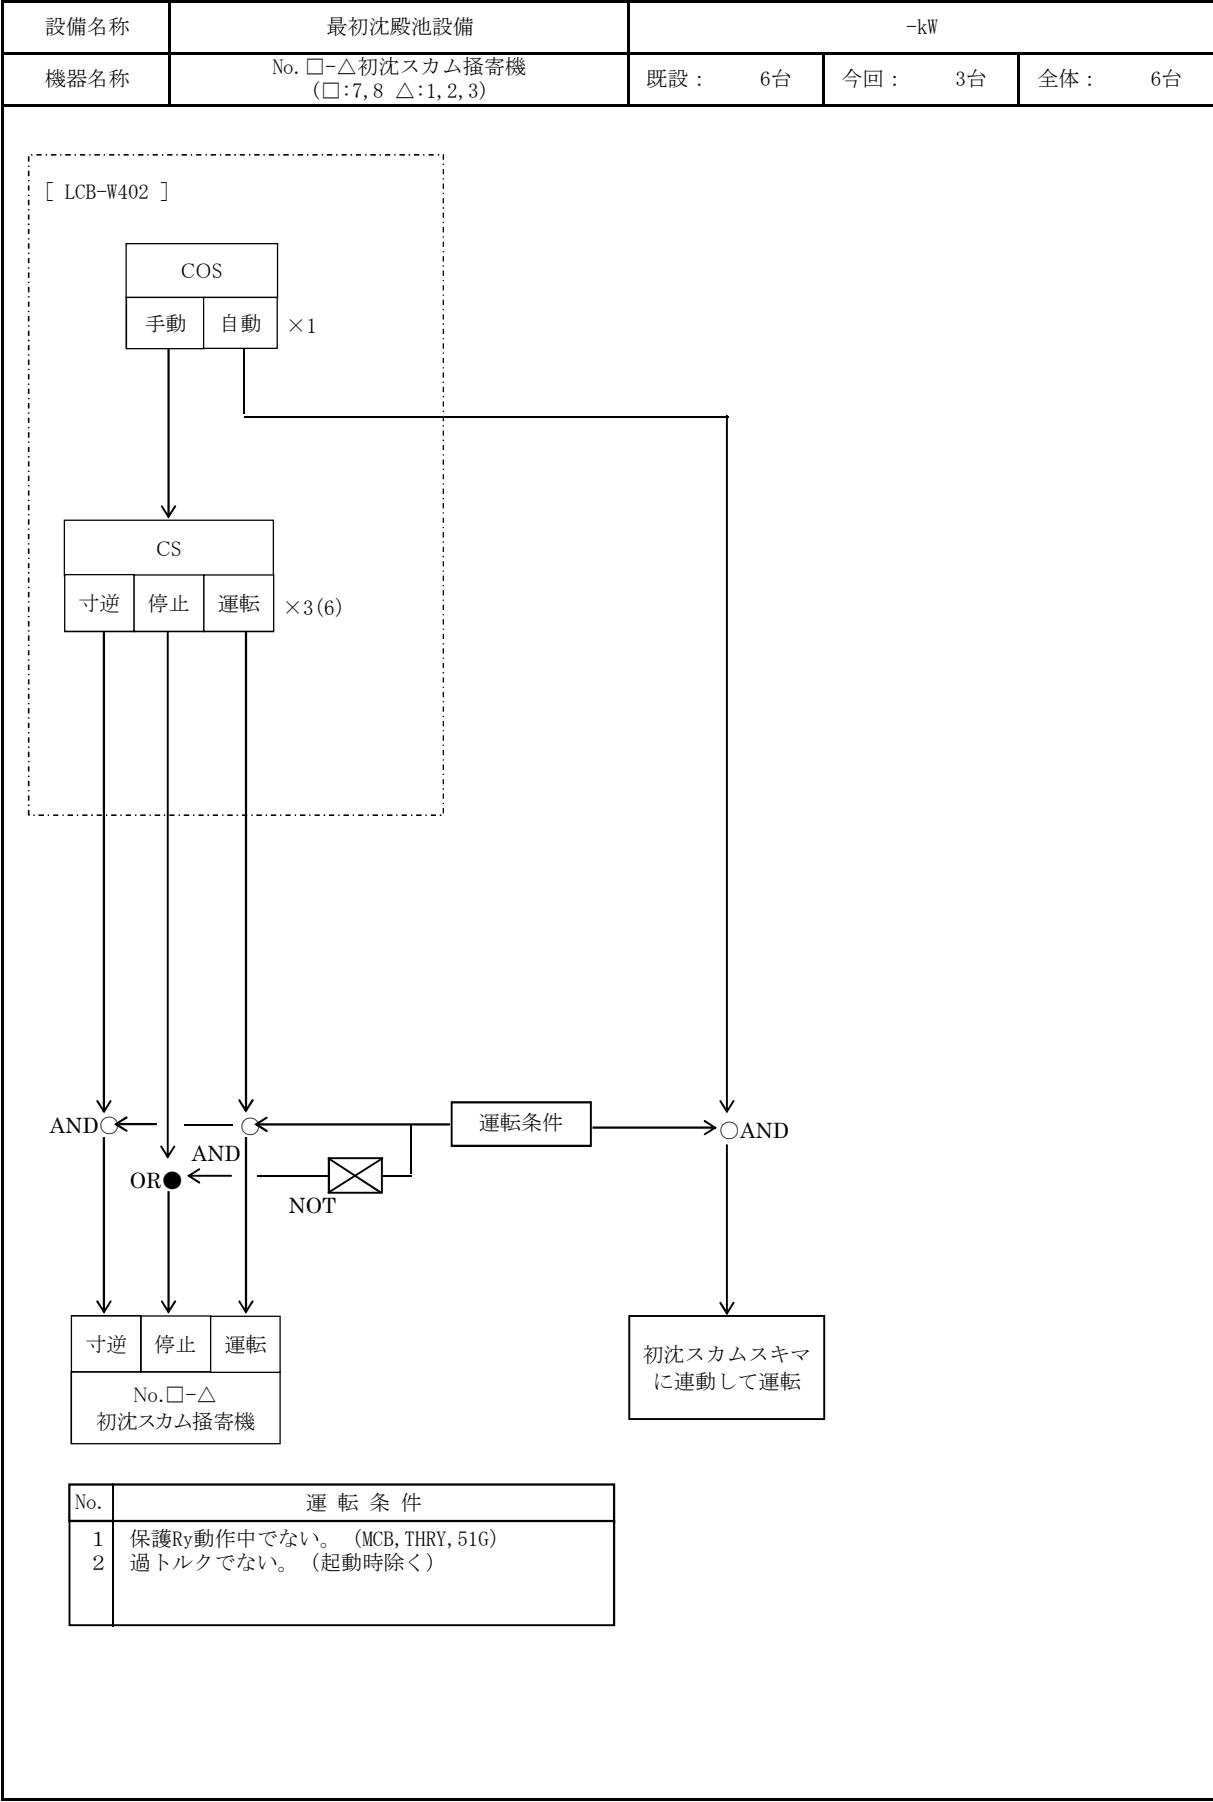 設備名称 最初沈殿池設備 -kW
機器名称 No.□-△初沈スカム掻寄機 既設： 6台 今回： 3台 全体： 6台
(□:7,8 △:1,2,3)
[ LCB-W402 ]
COS
手動 自動 ×1
CS
寸逆 停止 運転 ×3(6)
運転条件
AND AND
AND
OR
NOT
寸逆 停止 運転
No.□-△
初沈スカム掻寄機
初沈スカムスキマ
に連動して運転
No. 運 転 条 件
1 保護Ry動作中でない。（MCB,THRY,51G）
2 過トルクでない。（起動時除く）